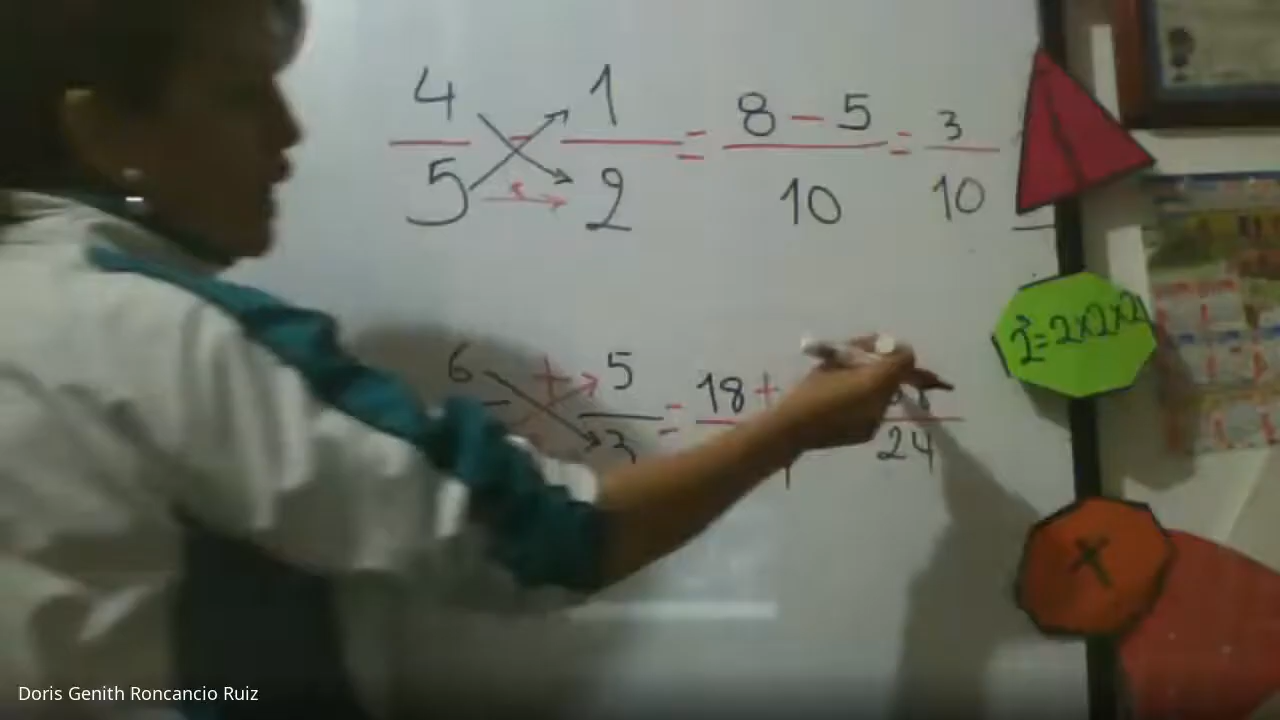 4 1 = 8 - 5 = 3
5 x 2 10 10
2³=2x2x2
6 + 5 = 18 +
3 24
X
Doris Genith Roncancio Ruiz